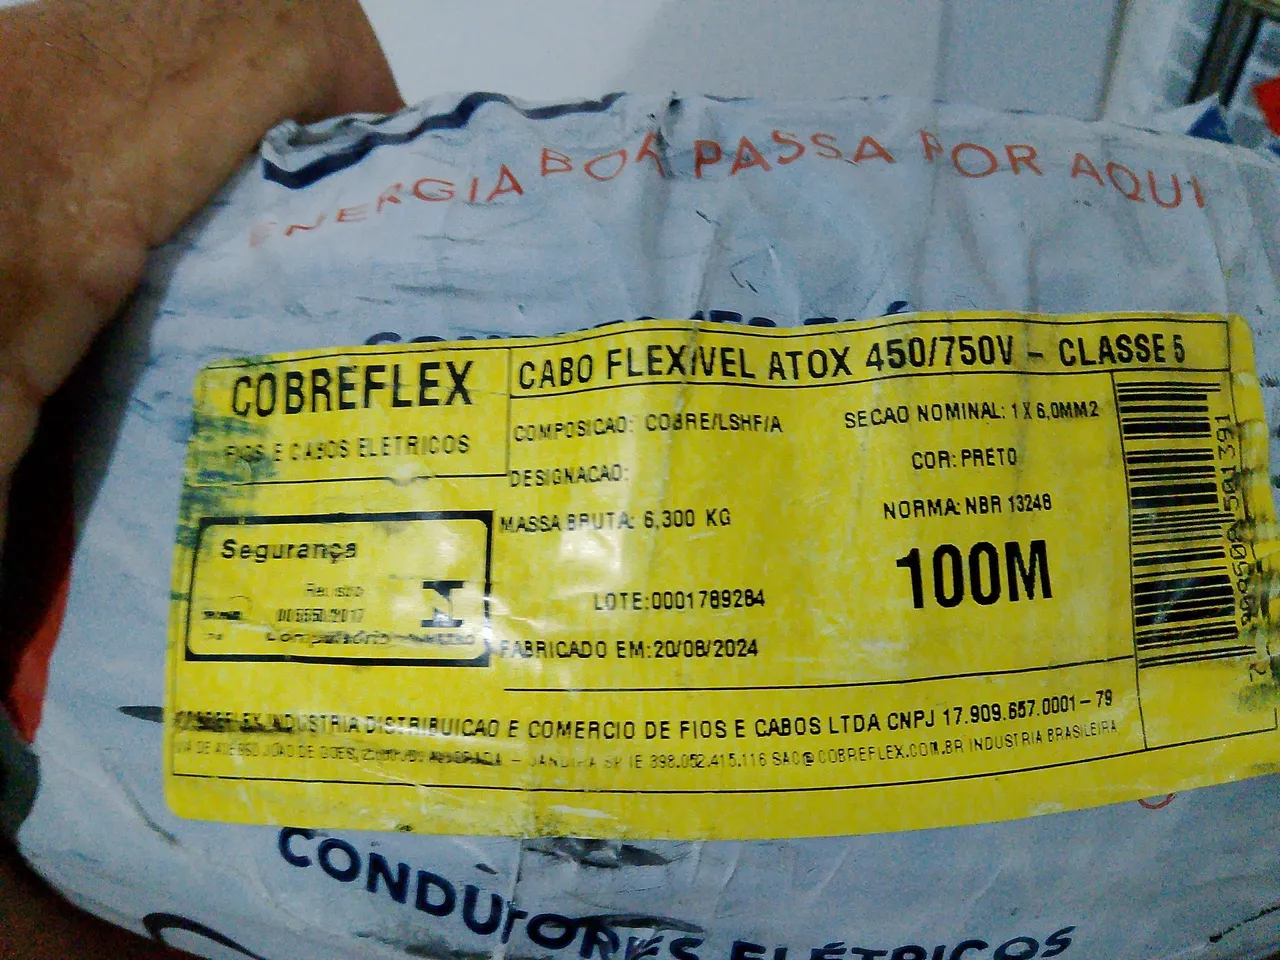 ENERGIA BOA PASSA POR AQUI
COBREFLEX
FIOS E CABOS ELETRICOS
CABO FLEXIVEL ATOX 450/750V - CLASSE 5
COMPOSICAO: COBRE/LSHF/A
SECAO NOMINAL: 1 X 6,0MM2
DESIGNACAO:
COR: PRETO
MASSA BRUTA: 6,300 KG
NORMA: NBR 13248
100M
LOTE:0001789284
FABRICADO EM:20/08/2024
Segurança
Registro
Compulsório
COBREFLEX INDUSTRIA DISTRIBUICAO E COMERCIO DE FIOS E CABOS LTDA CNPJ 17.909.657.0001-79
- JANDIRA SP IE 398.052.415.116 SAC@COBREFLEX.COM.BR INDUSTRIA BRASILEIRA
CONDUTORES ELÉTRICOS